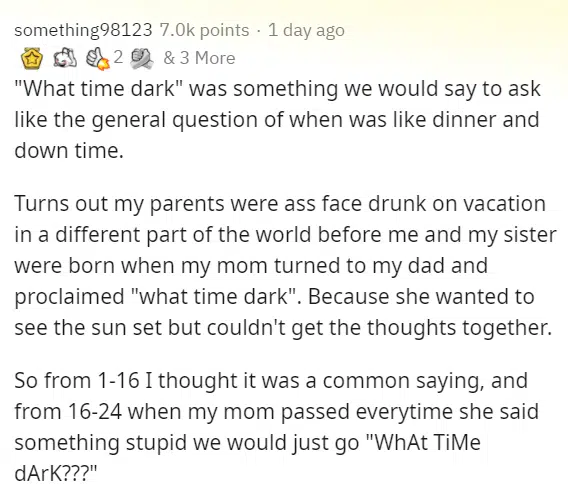 something98123 7.0k points · 1 day ago
2 & 3 More
"What time dark" was something we would say to ask
like the general question of when was like dinner and
down time.
Turns out my parents were ass face drunk on vacation
in a different part of the world before me and my sister
were born when my mom turned to my dad and
proclaimed "what time dark". Because she wanted to
see the sun set but couldn't get the thoughts together.
So from 1-16 I thought it was a common saying, and
from 16-24 when my mom passed everytime she said
something stupid we would just go "WhAt TiMe
dArK???"